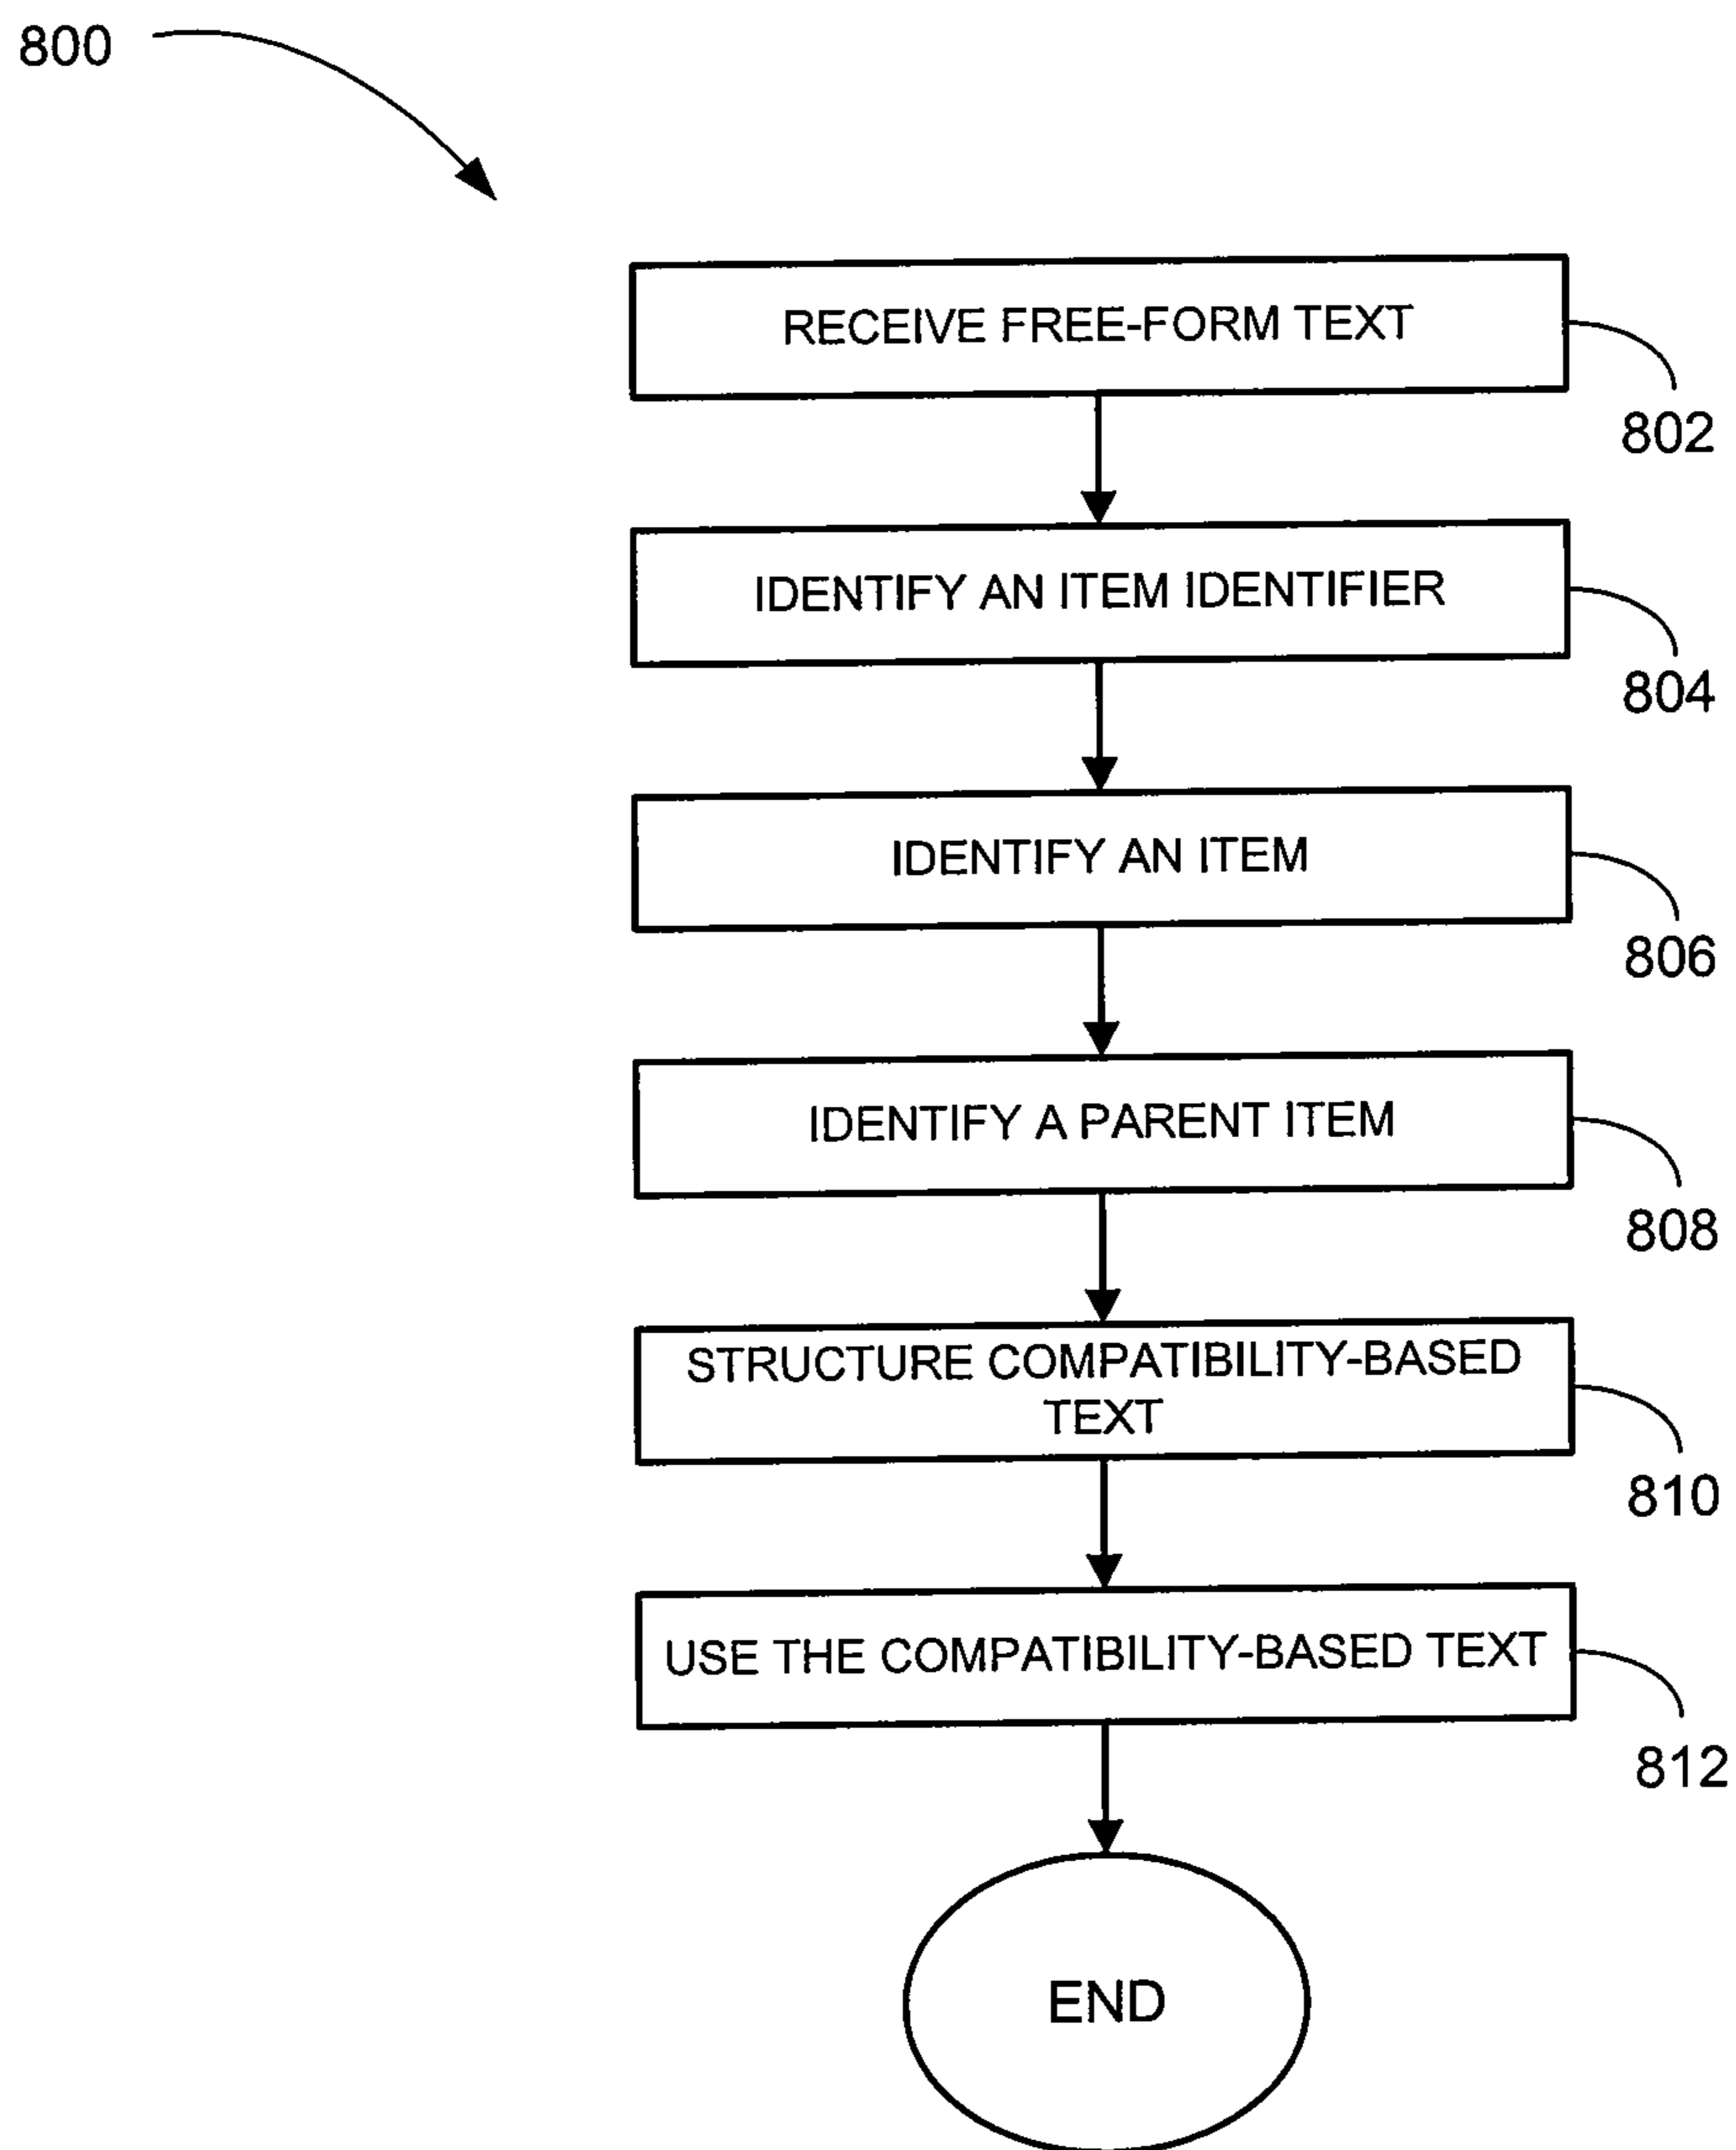 800
RECEIVE FREE-FORM TEXT
802
IDENTIFY AN ITEM IDENTIFIER
804
IDENTIFY AN ITEM
806
IDENTIFY A PARENT ITEM
808
STRUCTURE COMPATIBILITY-BASED
TEXT
810
USE THE COMPATIBILITY-BASED TEXT
812
END